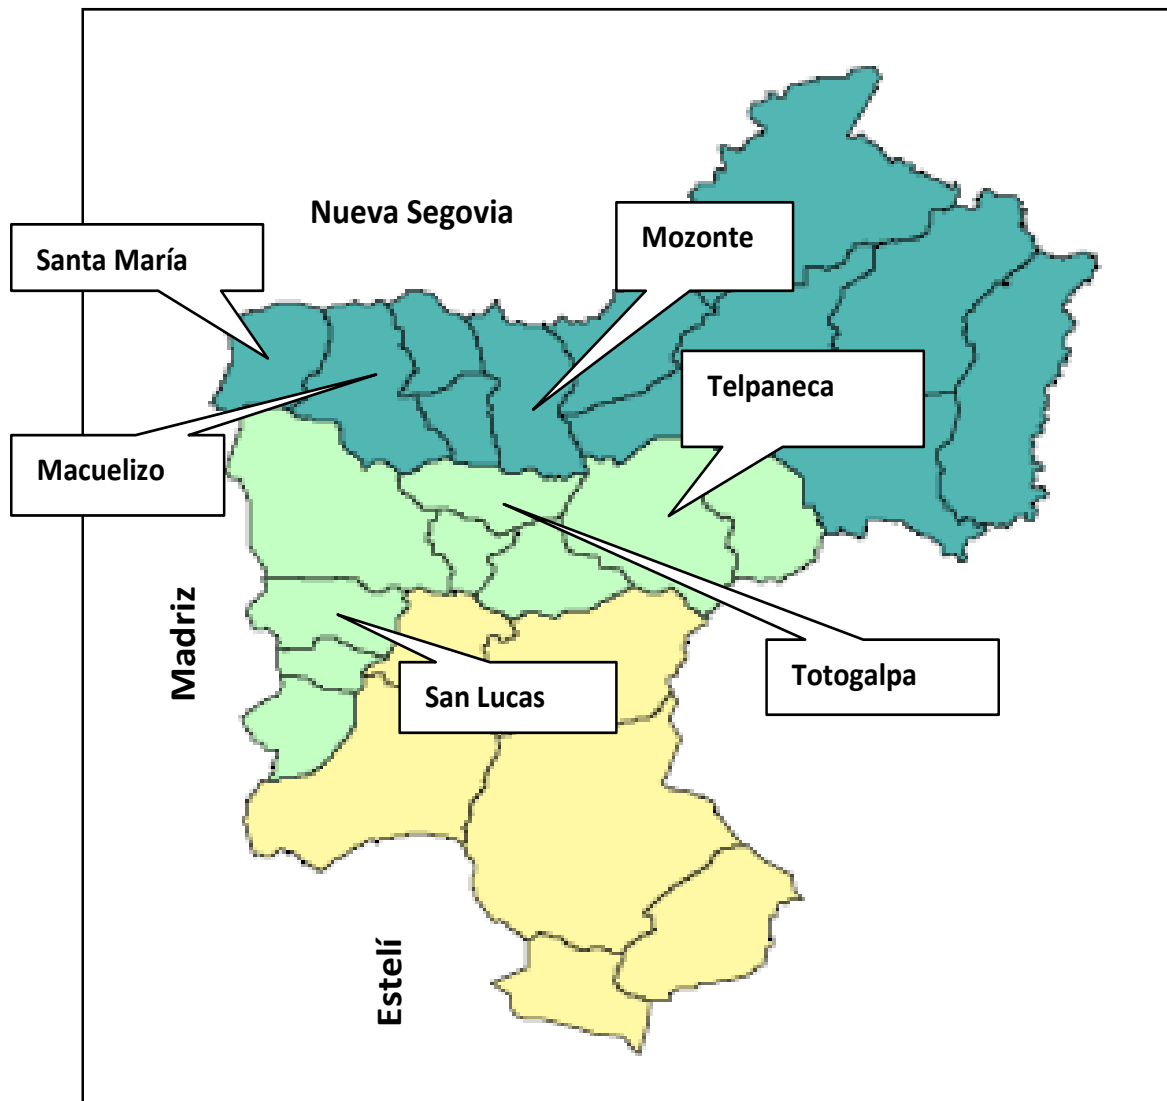 Nueva Segovia
Mozonte
Santa María
Telpaneca
Macuelizo
Madriz
Totogalpa
San Lucas
Estelí